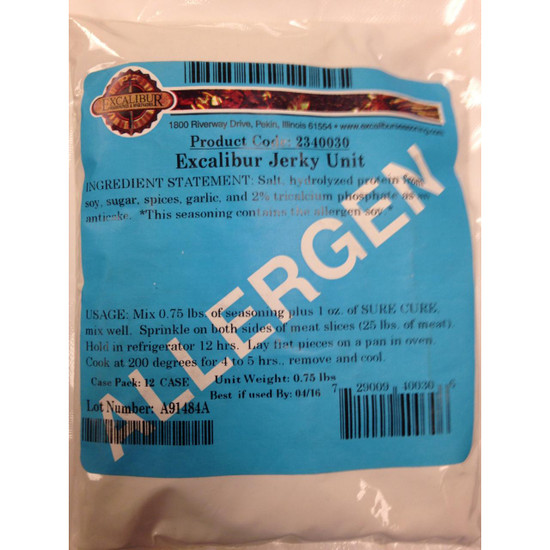 EXCALIBUR
1800 Riverway Drive, Pekin, Illinois 61554 • www.excaliburseasoning.com
Product Code: 2340030
Excalibur Jerky Unit
INGREDIENT STATEMENT: Salt, hydrolyzed protein from
soy, sugar, spices, garlic, and 2% tricalcium phosphate as an
anticake. *This seasoning contains the allergen soy.*
ALLERGEN
USAGE: Mix 0.75 lbs. of seasoning plus 1 oz. of SURE CURE
mix well. Sprinkle on both sides of meat slices (25 lbs. of meat).
Hold in refrigerator 12 hrs. Lay flat pieces on a pan in oven.
Cook at 200 degrees for 4 to 5 hrs., remove and cool.
Case Pack: 12 CASE Unit Weight: 0.75 lbs
Best if used By: 04/16
Lot Number: A91484A
7 29009 40030 6